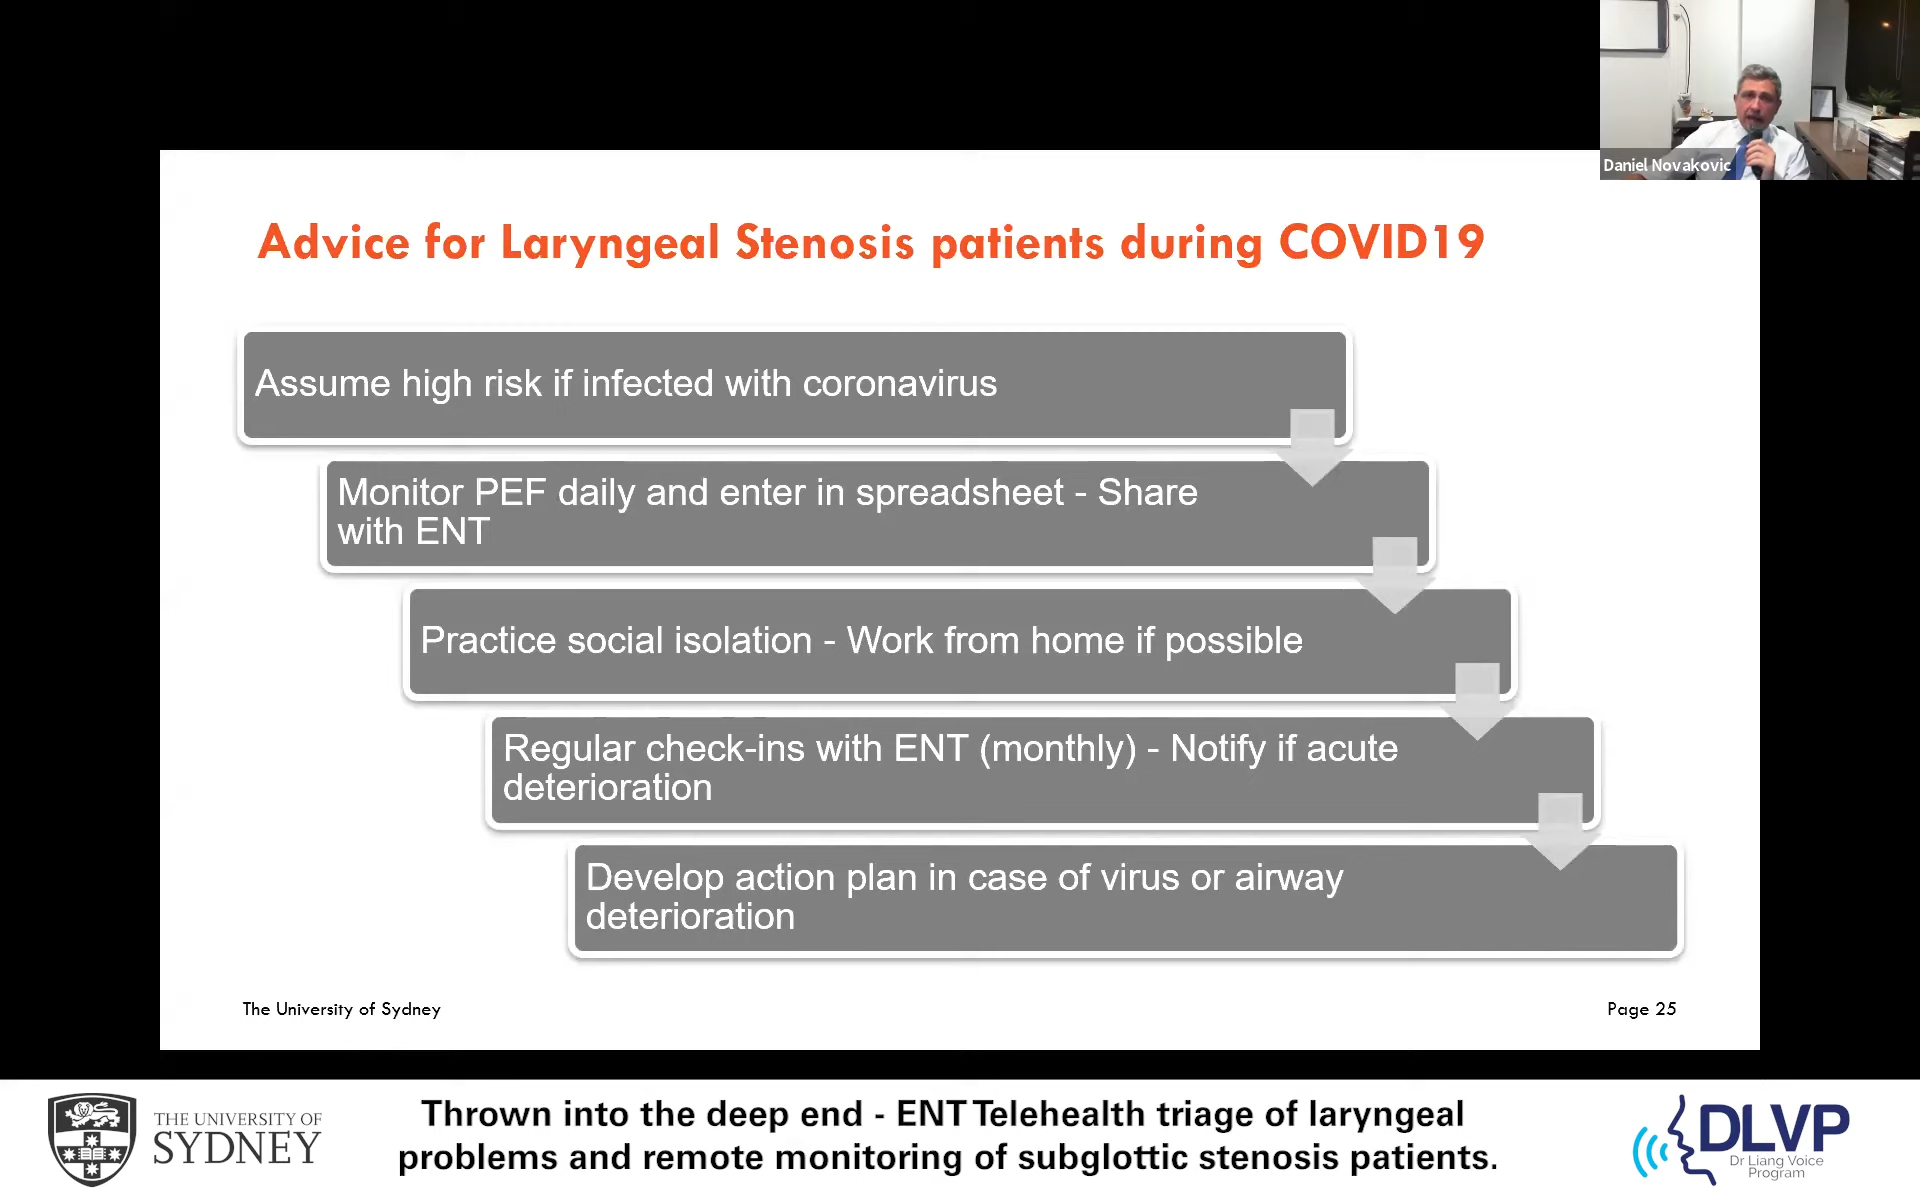 Daniel Novakovic
Advice for Laryngeal Stenosis patients during COVID19
Assume high risk if infected with coronavirus
Monitor PEF daily and enter in spreadsheet - Share
with ENT
Practice social isolation - Work from home if possible
Regular check-ins with ENT (monthly) - Notify if acute
deterioration
Develop action plan in case of virus or airway
deterioration
The University of Sydney
Page 25
THE UNIVERSITY OF
SYDNEY
Thrown into the deep end - ENT Telehealth triage of laryngeal
problems and remote monitoring of subglottic stenosis patients.
DLVP
Dr Liang Voice
Program